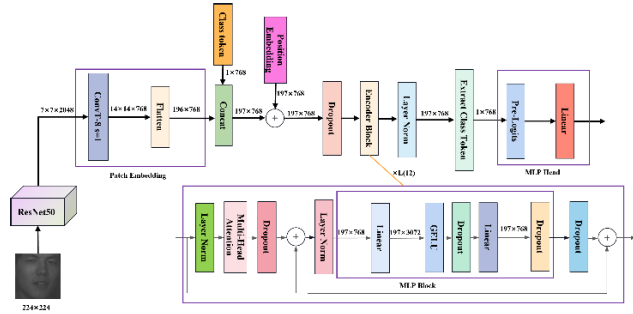 Class token
Position
Embedding
1×768
197×768
7×7×2048
ConvT-8 s=1
14×14×768
Flatten
196×768
Concat
197×768
+
197×768
Dropout
Encoder
Block
Layer
Norm
197×768
Extract Class
Token
1×768
Pre-Logits
Linear
Patch Embedding
MLP Head
×L(12)
ResNet50
224×224
Layer Norm
Multi-Head
Attention
Dropout
+
Layer Norm
197×768
Linear
197×3072
GELU
Dropout
Linear
197×768
Dropout
Dropout
+
MLP Block